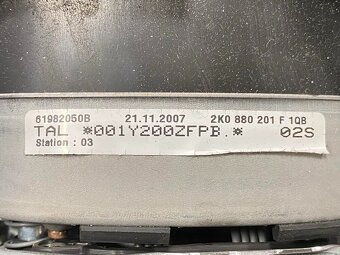 61982050B 21.11.2007 2K0 880 201 F 1QB
TAL *001Y200ZFPB.* 02S
Station : 03